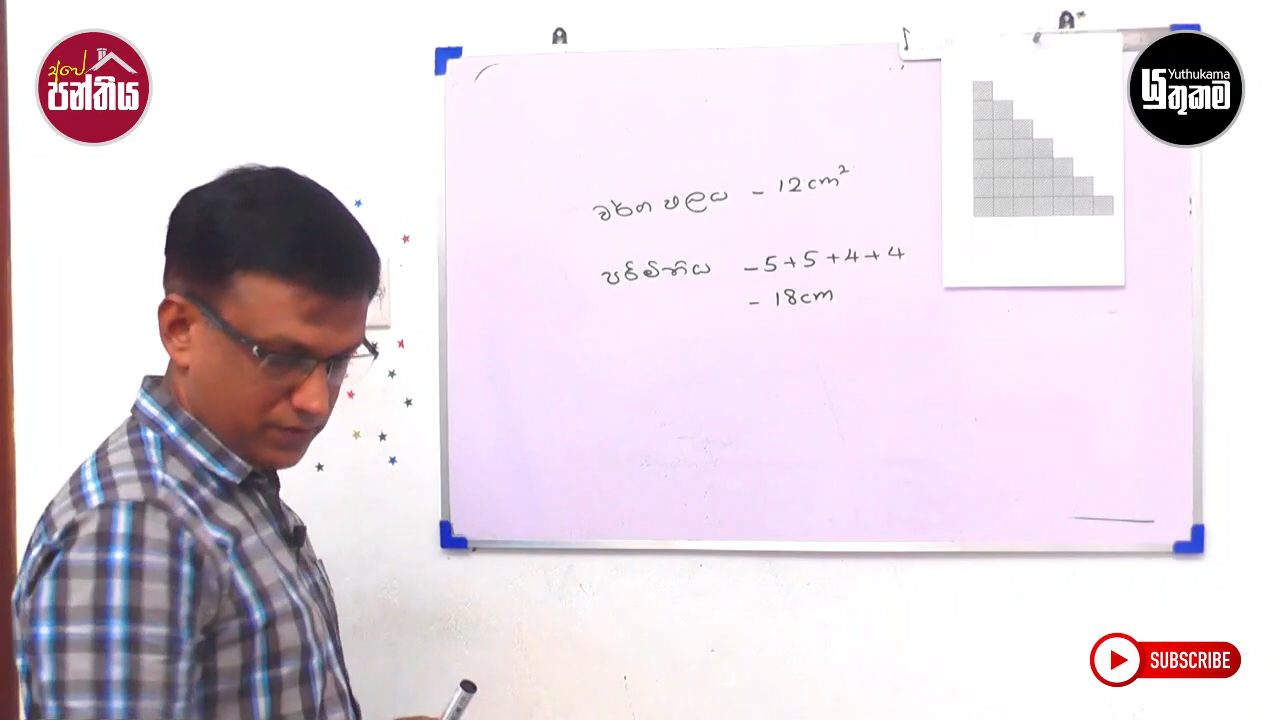 අපේ
පන්තිය
Yuthukama
යුතුකම
වර්ග ඵලය - 12cm²
පරිමිතිය - 5+5+4+4
- 18cm
SUBSCRIBE